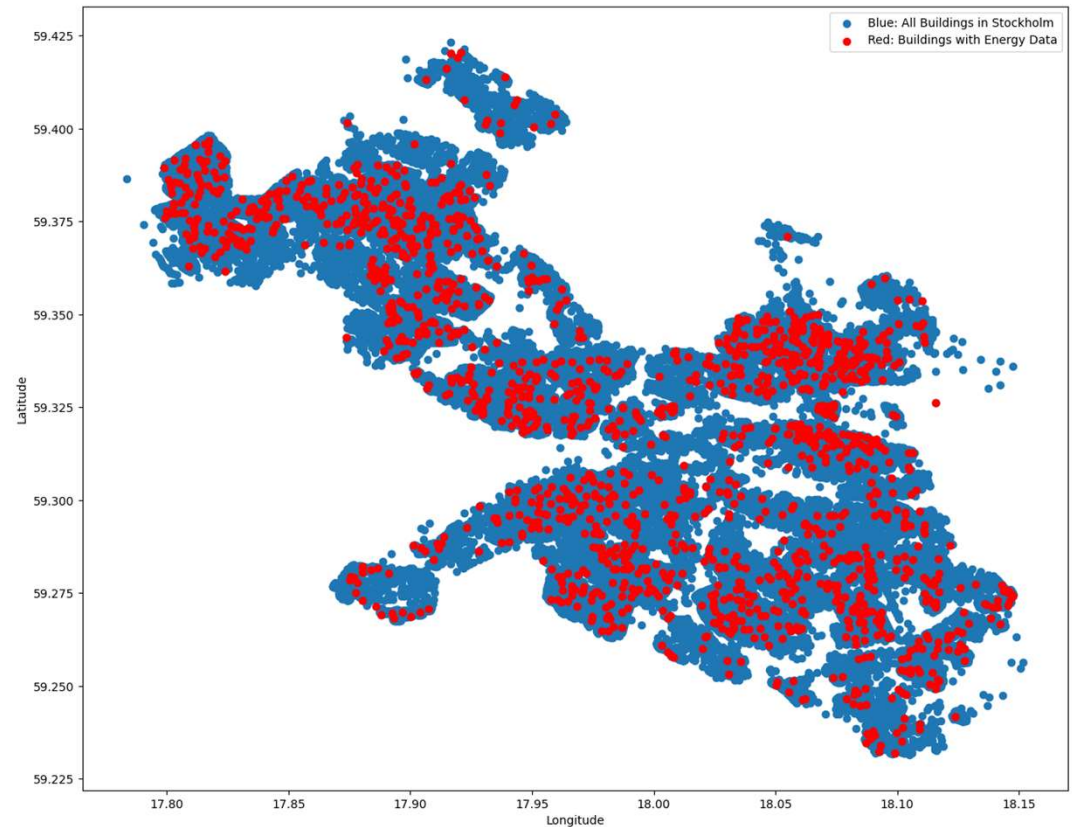 Blue: All Buildings in Stockholm
Red: Buildings with Energy Data
Latitude
59.425
59.400
59.375
59.350
59.325
59.300
59.275
59.250
59.225
17.80 17.85 17.90 17.95 18.00 18.05 18.10 18.15
Longitude